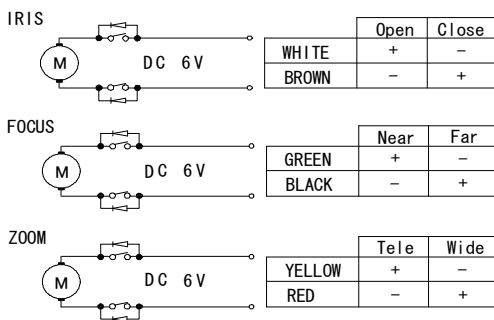 IRIS
Open Close
M DC 6V WHITE + −
BROWN − +
FOCUS
Near Far
M DC 6V GREEN + −
BLACK − +
ZOOM
Tele Wide
M DC 6V YELLOW + −
RED − +